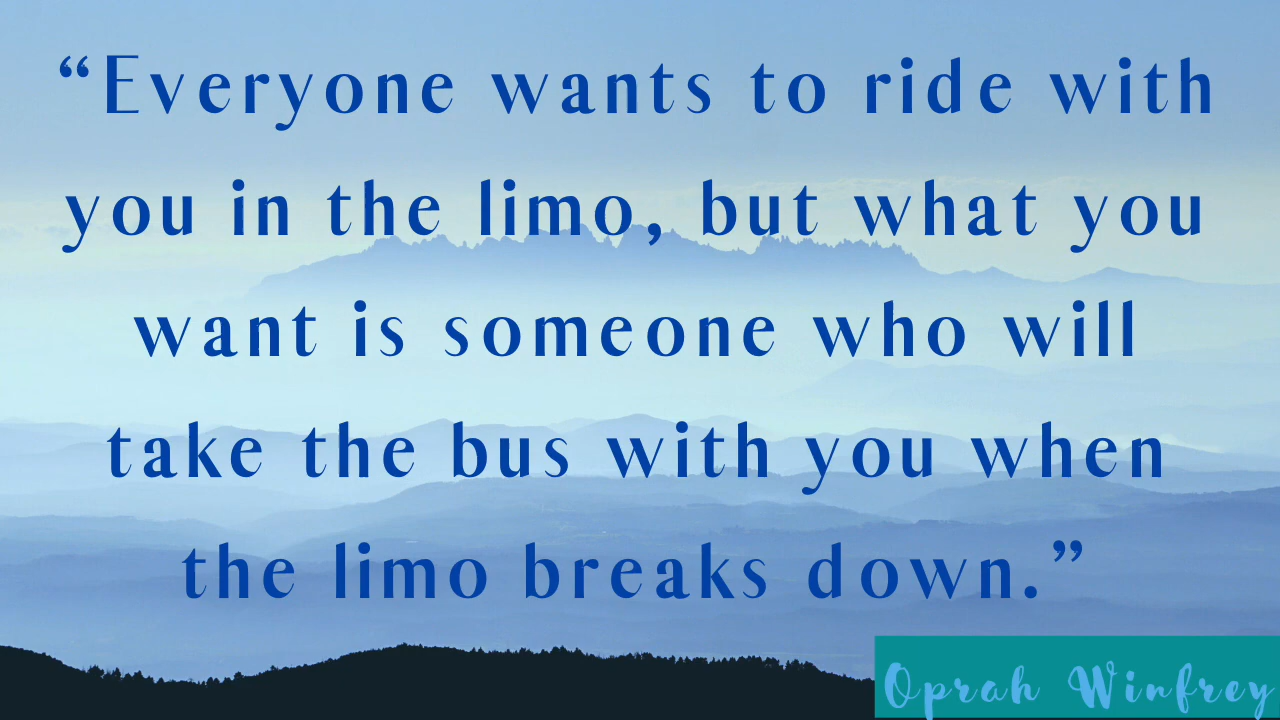 “Everyone wants to ride with
you in the limo, but what you
want is someone who will
take the bus with you when
the limo breaks down.”
Oprah Winfrey